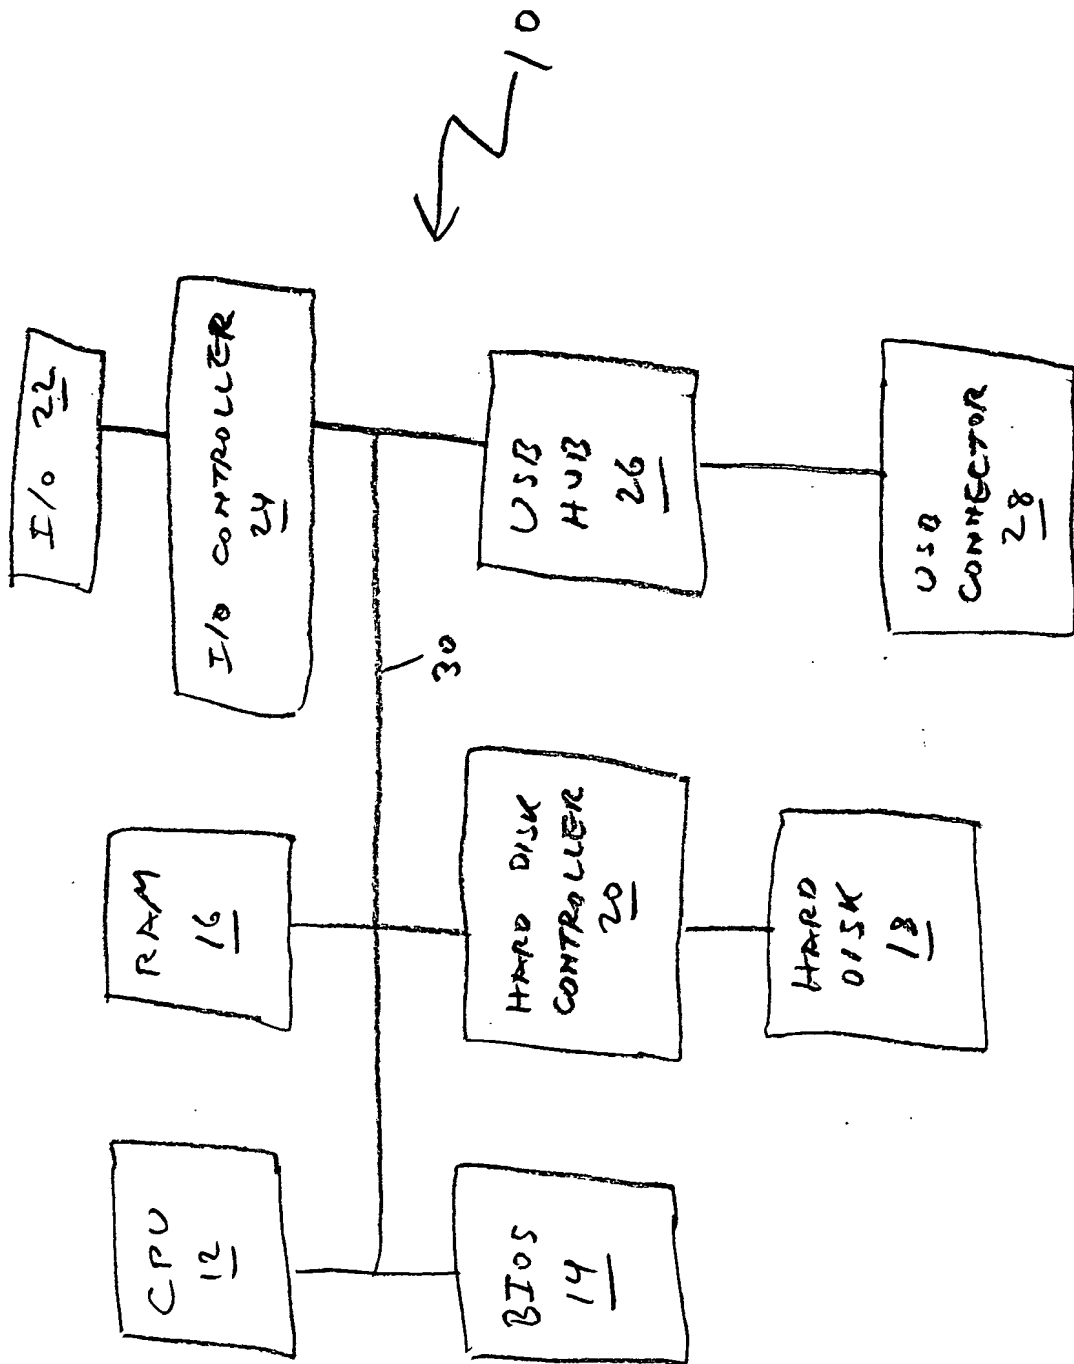 CPU
12
RAM
16
I/O 22
I/O CONTROLLER
24
30
BIOS
14
HARD DISK
CONTROLLER
20
USB
HUB
26
HARD
DISK
18
USB
CONNECTOR
28
10